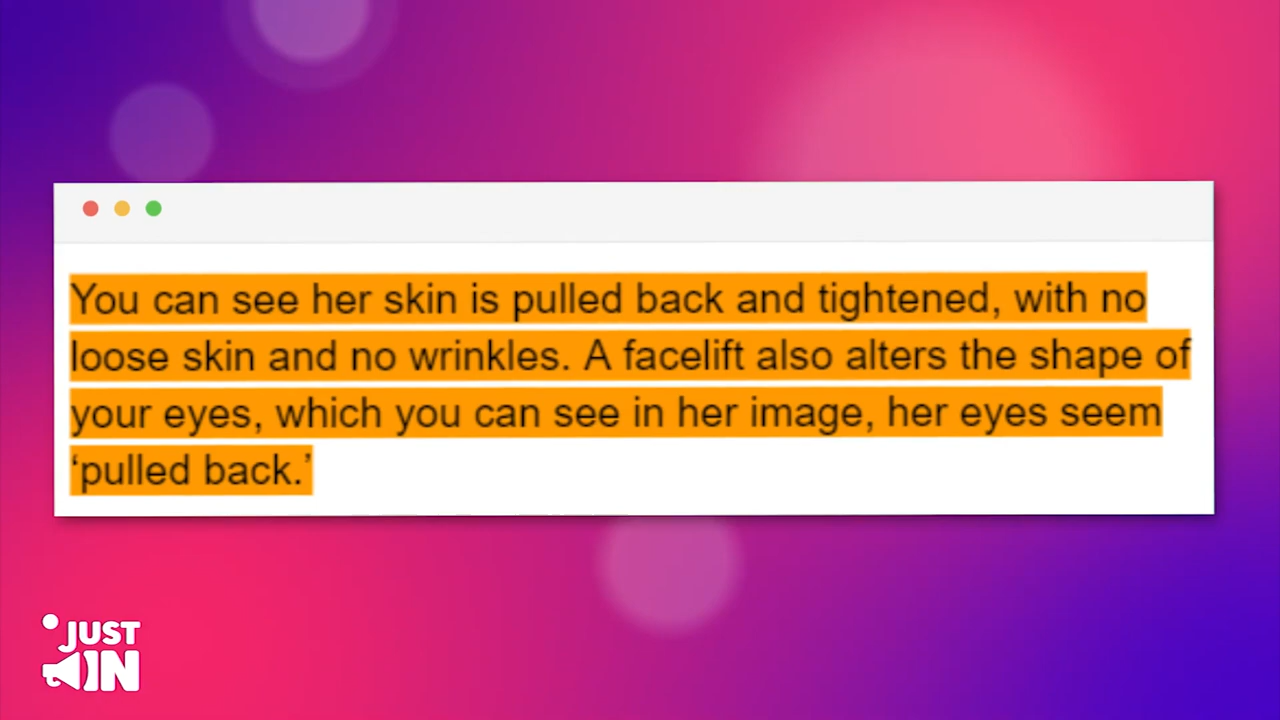 You can see her skin is pulled back and tightened, with no
loose skin and no wrinkles. A facelift also alters the shape of
your eyes, which you can see in her image, her eyes seem
‘pulled back.’
JUST
IN